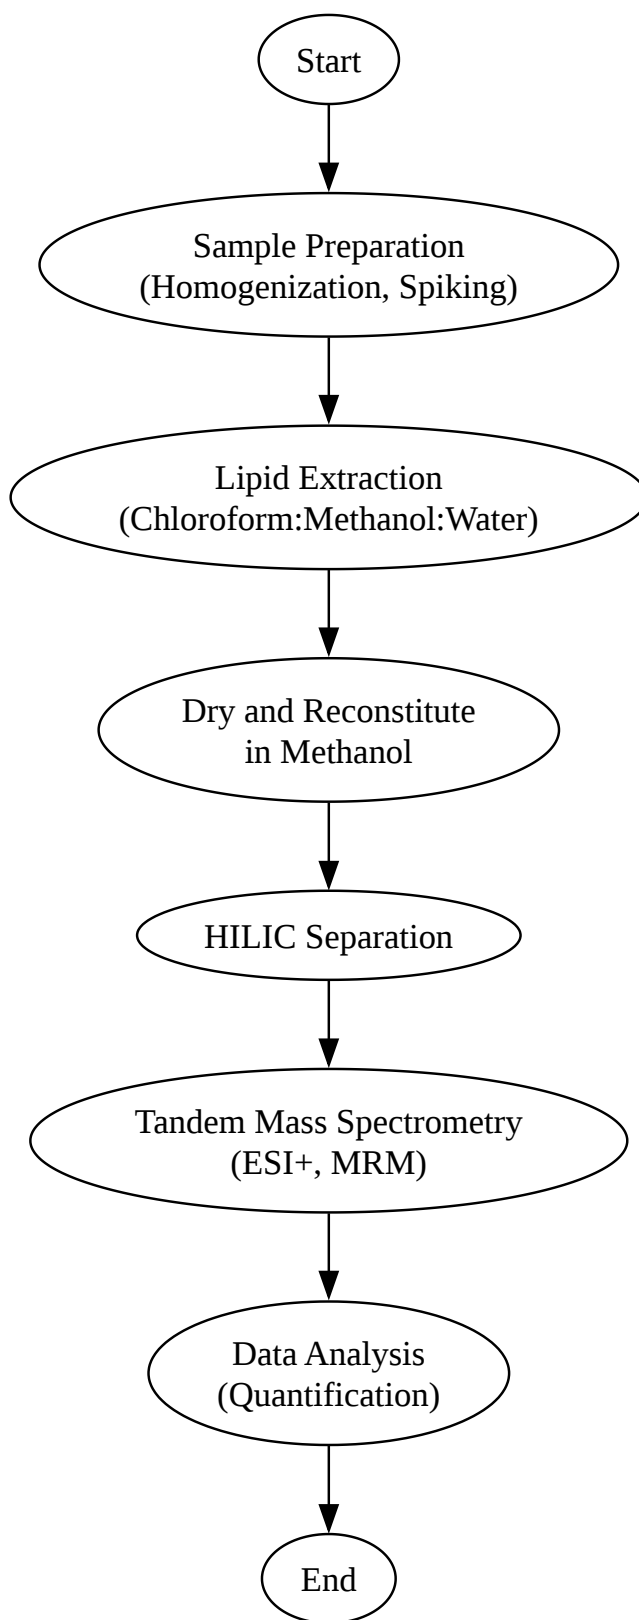 Start
Sample Preparation
(Homogenization, Spiking)
Lipid Extraction
(Chloroform:Methanol:Water)
Dry and Reconstitute
in Methanol
HILIC Separation
Tandem Mass Spectrometry
(ESI+, MRM)
Data Analysis
(Quantification)
End